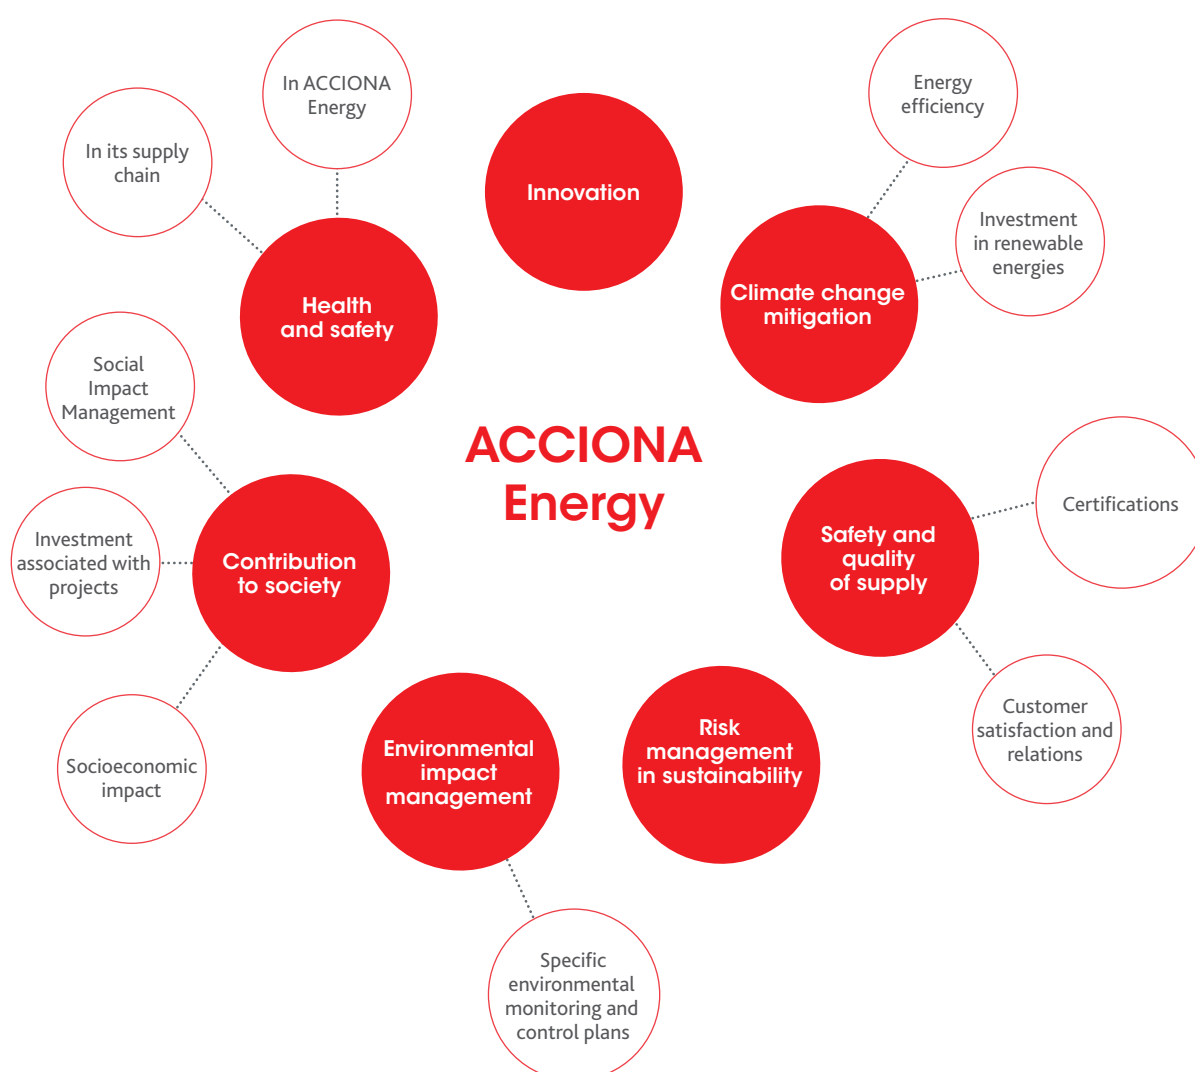 In ACCIONA
Energy
In its supply
chain
Health
and safety
Innovation
Energy
efficiency
Investment
in renewable
energies
Climate change
mitigation
ACCIONA
Energy
Social
Impact
Management
Investment
associated with
projects
Contribution
to society
Socioeconomic
impact
Safety and
quality
of supply
Certifications
Customer
satisfaction and
relations
Environmental
impact
management
Risk
management
in sustainability
Specific
environmental
monitoring and
control plans